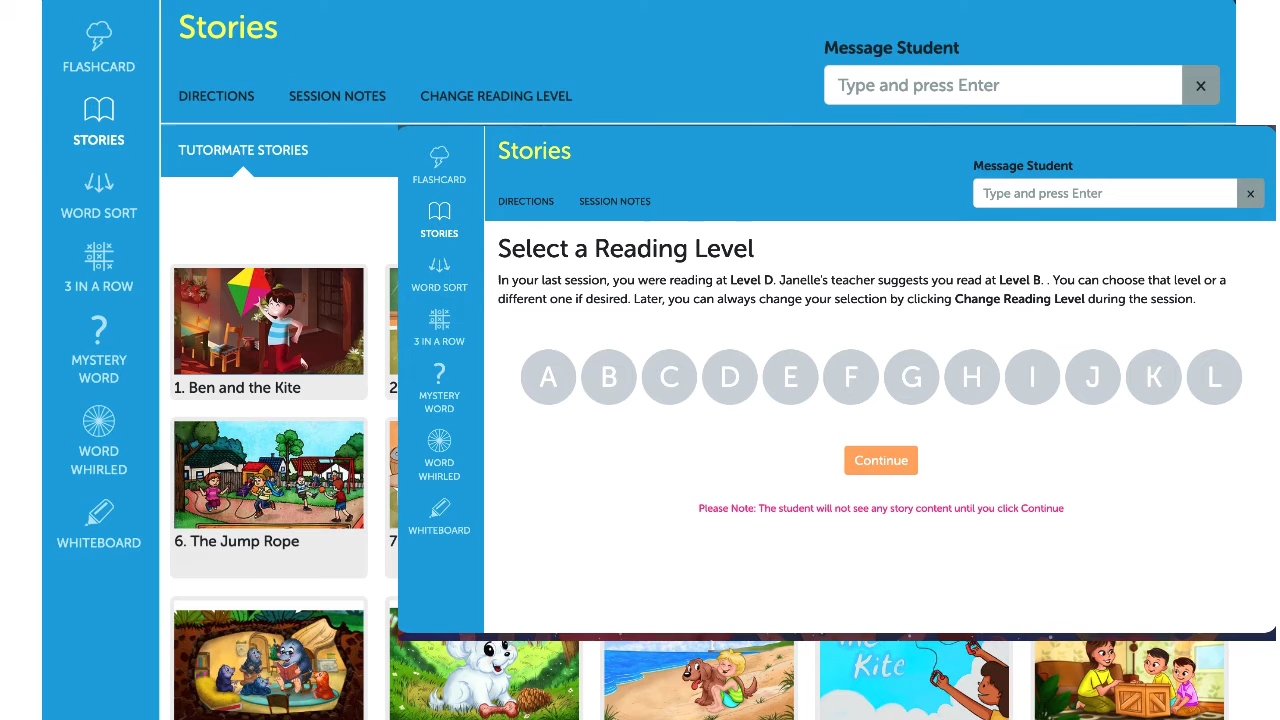 Stories
FLASHCARD
STORIES
WORD SORT
3 IN A ROW
MYSTERY
WORD
WORD
WHIRLED
WHITEBOARD
DIRECTIONS
SESSION NOTES
CHANGE READING LEVEL
Message Student
Type and press Enter
x
TUTORMATE STORIES
1. Ben and the Kite
2
6. The Jump Rope
7
Kite
Stories
FLASHCARD
STORIES
WORD SORT
3 IN A ROW
MYSTERY
WORD
WORD
WHIRLED
WHITEBOARD
DIRECTIONS
SESSION NOTES
Message Student
Type and press Enter
x
Select a Reading Level
In your last session, you were reading at Level D. Janelle's teacher suggests you read at Level B. . You can choose that level or a
different one if desired. Later, you can always change your selection by clicking Change Reading Level during the session.
A B C D E F G H I J K L
Continue
Please Note: The student will not see any story content until you click Continue